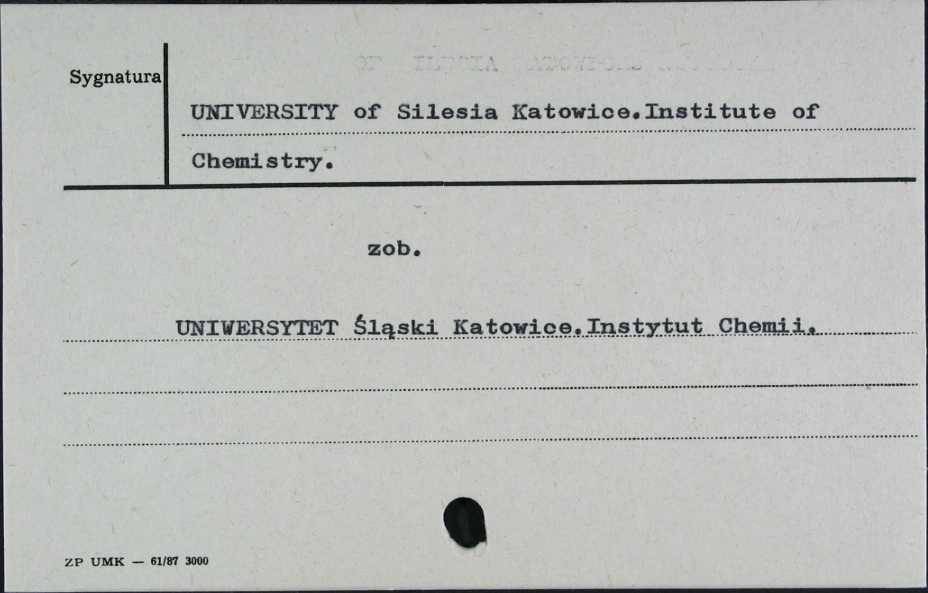 Sygnatura
UNIVERSITY of Silesia Katowice.Institute of
Chemistry.
zob.
UNIWERSYTET Śląski Katowice.Instytut Chemii.
ZP UMK — 61/87 3000